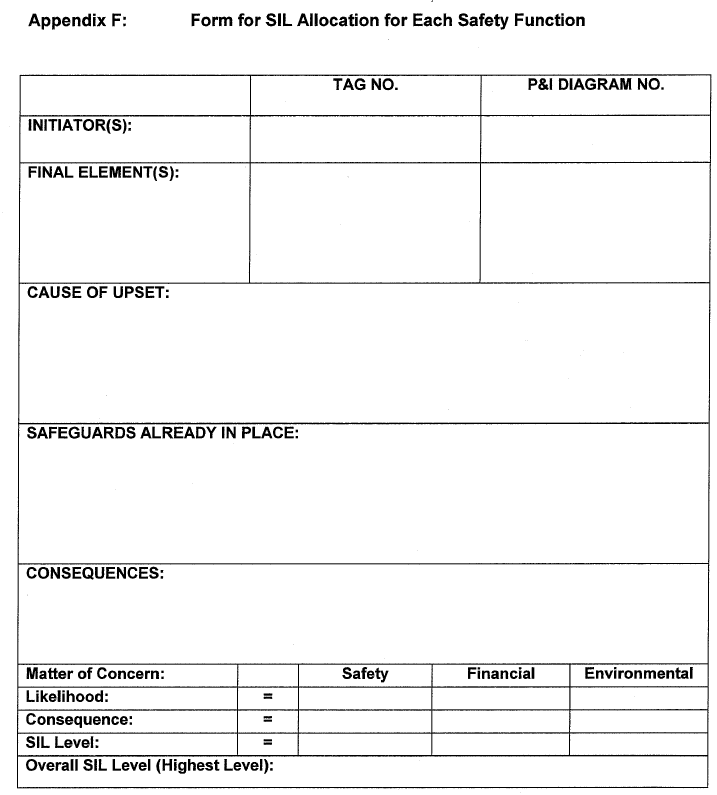 Appendix F: Form for SIL Allocation for Each Safety Function
TAG NO. P&I DIAGRAM NO.
INITIATOR(S):
FINAL ELEMENT(S):
CAUSE OF UPSET:
SAFEGUARDS ALREADY IN PLACE:
CONSEQUENCES:
Matter of Concern: Safety Financial Environmental
Likelihood: =
Consequence: =
SIL Level: =
Overall SIL Level (Highest Level):